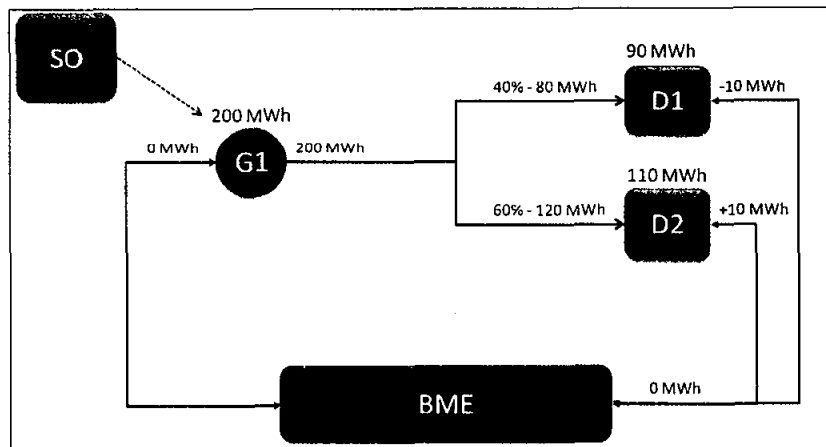 SO
90 MWh
40% - 80 MWh
D1
-10 MWh
200 MWh
0 MWh
G1
200 MWh
110 MWh
60% - 120 MWh
D2
+10 MWh
BME
0 MWh